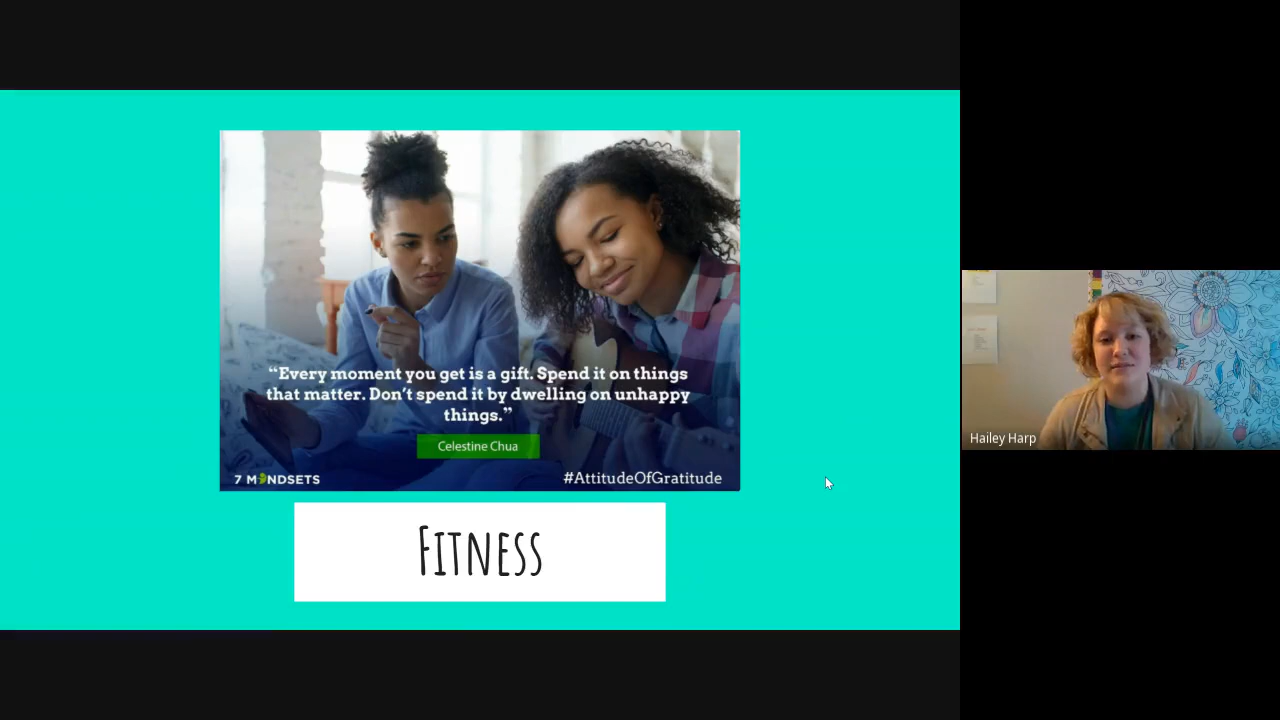 “Every moment you get is a gift. Spend it on things
that matter. Don’t spend it by dwelling on unhappy
things.”
Celestine Chua
7 MINDSETS
#AttitudeOfGratitude
FITNESS
Hailey Harp